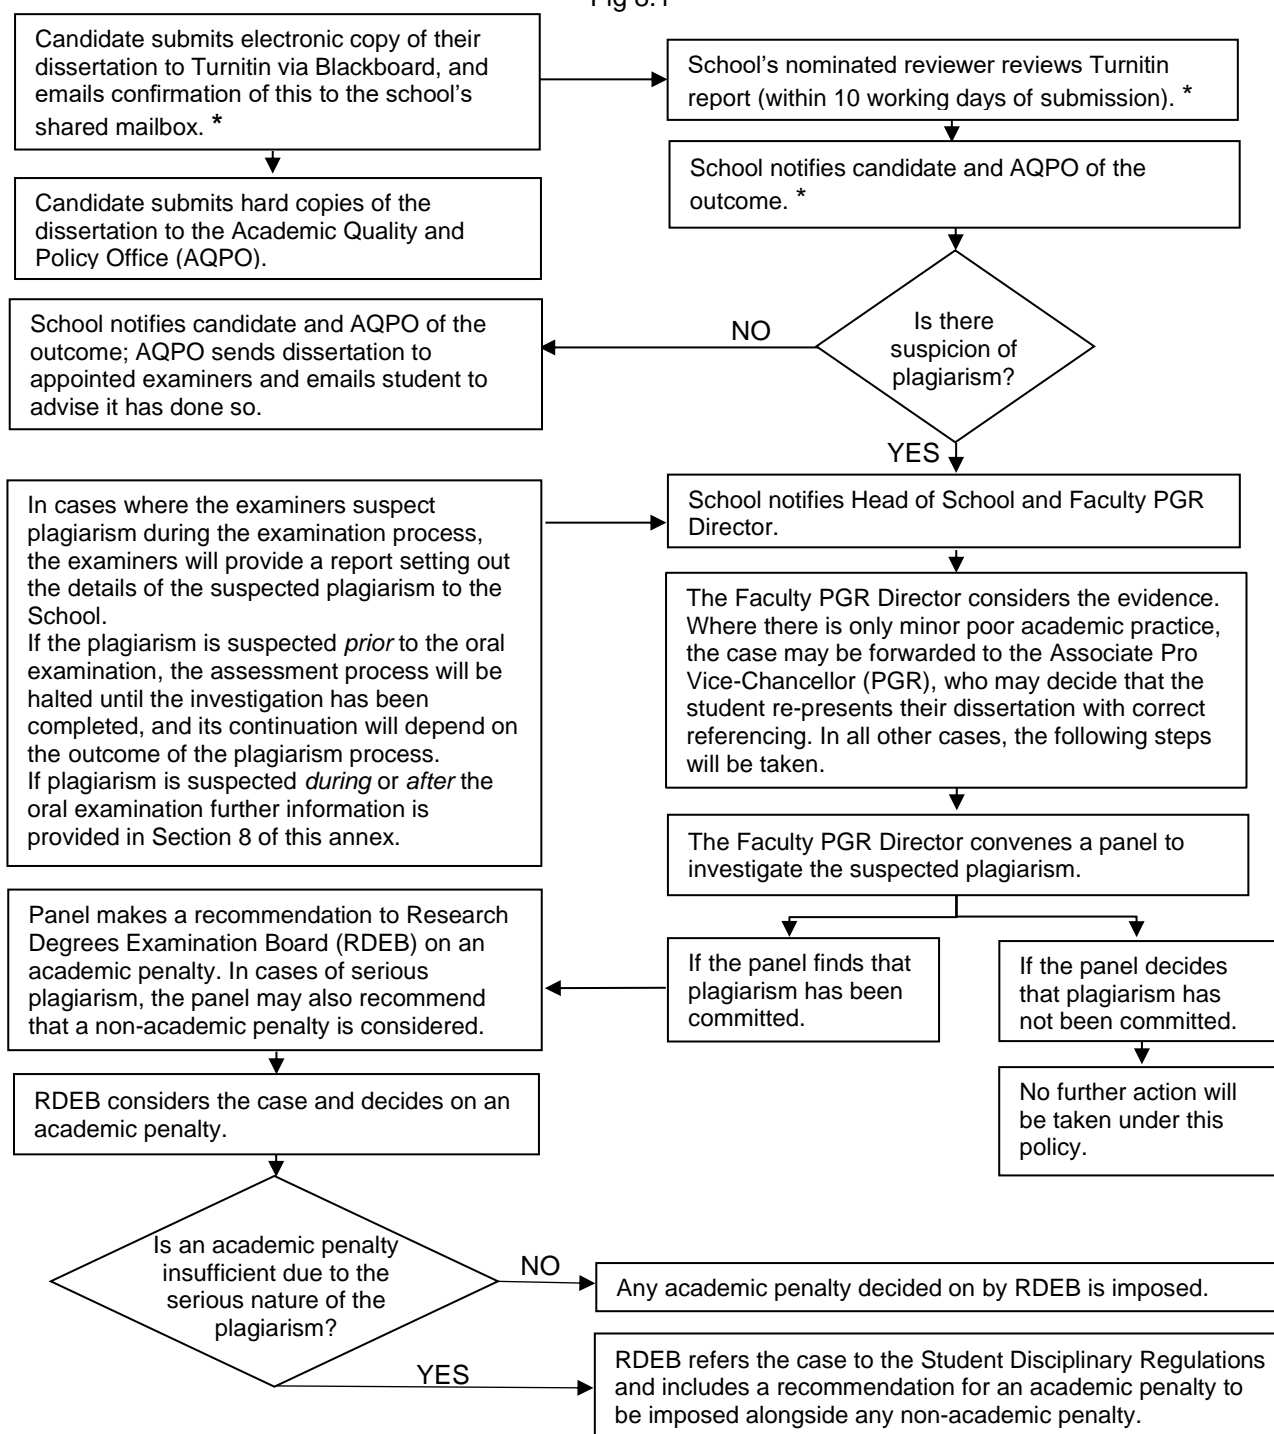 Fig 8.1
Candidate submits electronic copy of their
dissertation to Turnitin via Blackboard, and
emails confirmation of this to the school's
shared mailbox. *
School's nominated reviewer reviews Turnitin
report (within 10 working days of submission). *
School notifies candidate and AQPO of the
outcome. *
Candidate submits hard copies of the
dissertation to the Academic Quality and
Policy Office (AQPO).
Is there
suspicion of
plagiarism?
NO
School notifies candidate and AQPO of the
outcome; AQPO sends dissertation to
appointed examiners and emails student to
advise it has done so.
YES
School notifies Head of School and Faculty PGR
Director.
In cases where the examiners suspect
plagiarism during the examination process,
the examiners will provide a report setting out
the details of the suspected plagiarism to the
School.
If the plagiarism is suspected prior to the oral
examination, the assessment process will be
halted until the investigation has been
completed, and its continuation will depend on
the outcome of the plagiarism process.
If plagiarism is suspected during or after the
oral examination further information is
provided in Section 8 of this annex.
The Faculty PGR Director considers the evidence.
Where there is only minor poor academic practice,
the case may be forwarded to the Associate Pro
Vice-Chancellor (PGR), who may decide that the
student re-presents their dissertation with correct
referencing. In all other cases, the following steps
will be taken.
The Faculty PGR Director convenes a panel to
investigate the suspected plagiarism.
If the panel finds that
plagiarism has been
committed.
If the panel decides
that plagiarism has
not been committed.
No further action will
be taken under this
policy.
Panel makes a recommendation to Research
Degrees Examination Board (RDEB) on an
academic penalty. In cases of serious
plagiarism, the panel may also recommend
that a non-academic penalty is considered.
RDEB considers the case and decides on an
academic penalty.
Is an academic penalty
insufficient due to the
serious nature of the
plagiarism?
NO
Any academic penalty decided on by RDEB is imposed.
YES
RDEB refers the case to the Student Disciplinary Regulations
and includes a recommendation for an academic penalty to
be imposed alongside any non-academic penalty.